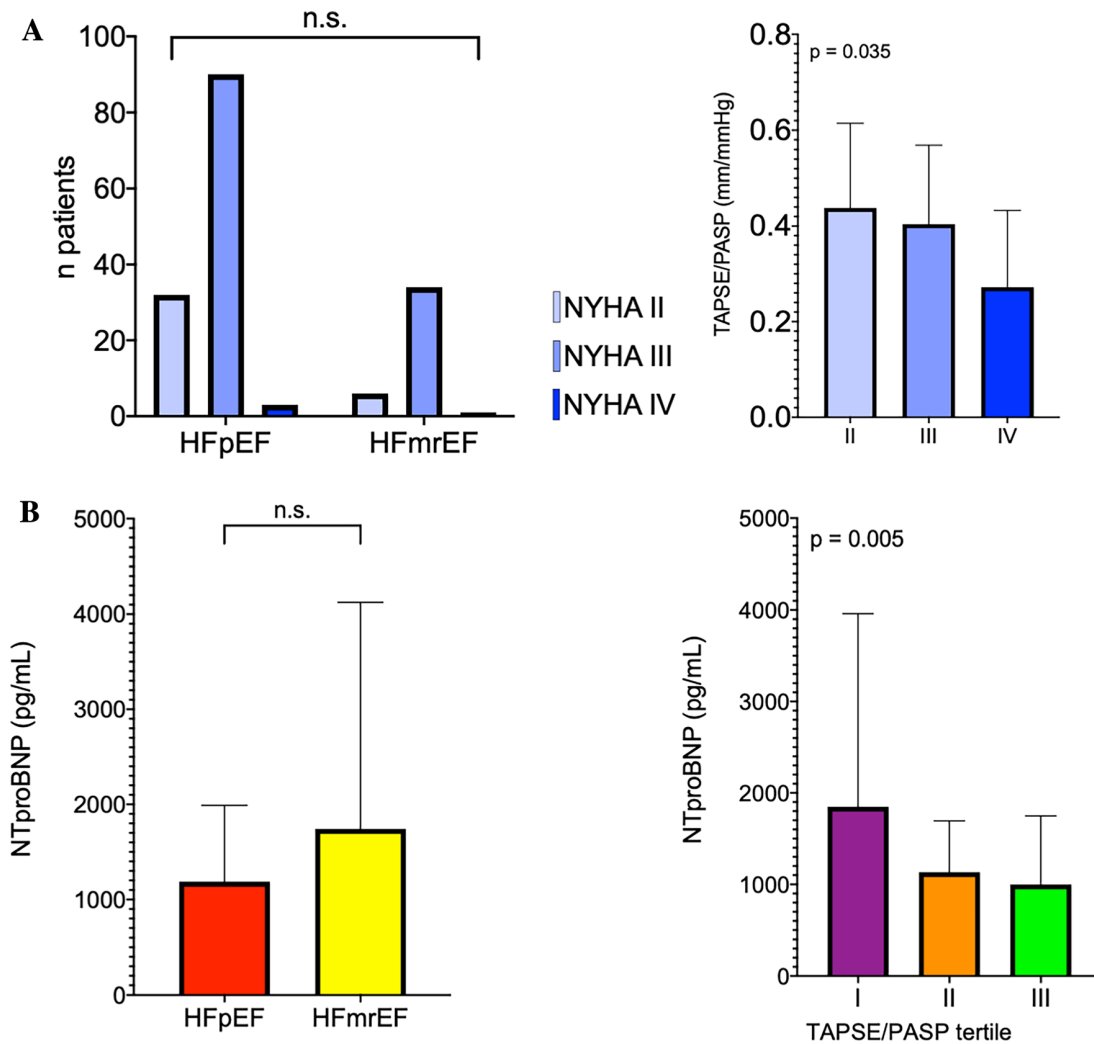 A
n.s.
n patients
100
80
60
40
20
0
HFpEF HFmrEF
NYHA II
NYHA III
NYHA IV
p = 0.035
TAPSE/PASP (mm/mmHg)
0.8
0.6
0.4
0.2
0.0
II III IV
B
n.s.
NTproBNP (pg/mL)
5000
4000
3000
2000
1000
0
HFpEF HFmrEF
p = 0.005
NTproBNP (pg/mL)
5000
4000
3000
2000
1000
0
I II III
TAPSE/PASP tertile